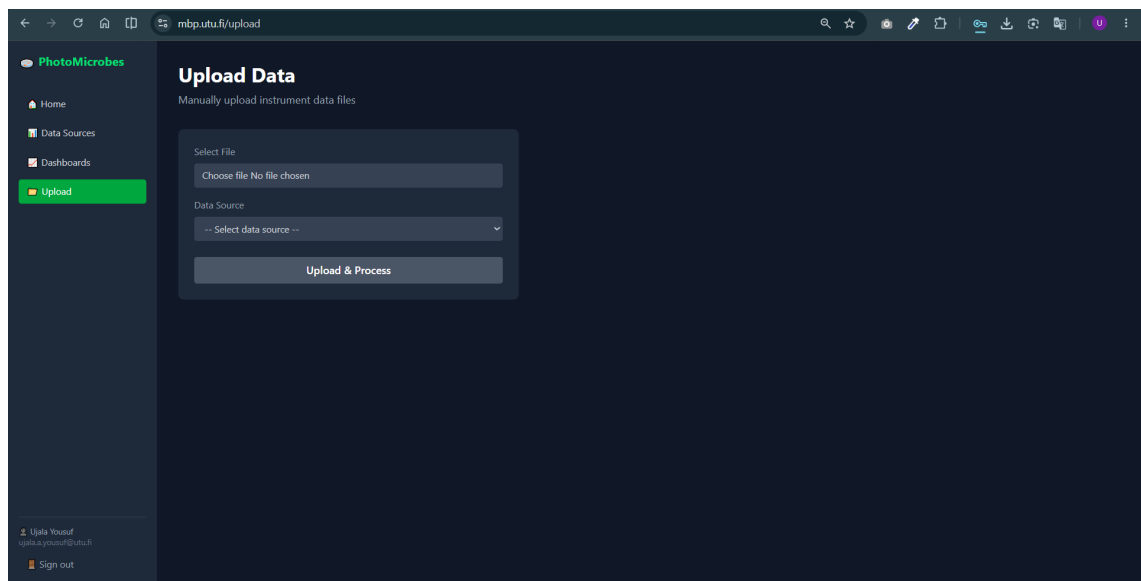 mbp.utu.fi/upload
U
PhotoMicrobes
Home
Data Sources
Dashboards
Upload
Upload Data
Manually upload instrument data files
Select File
Choose file No file chosen
Data Source
-- Select data source --
Upload & Process
Ujala Yousuf
ujala.a.yousuf@utu.fi
Sign out